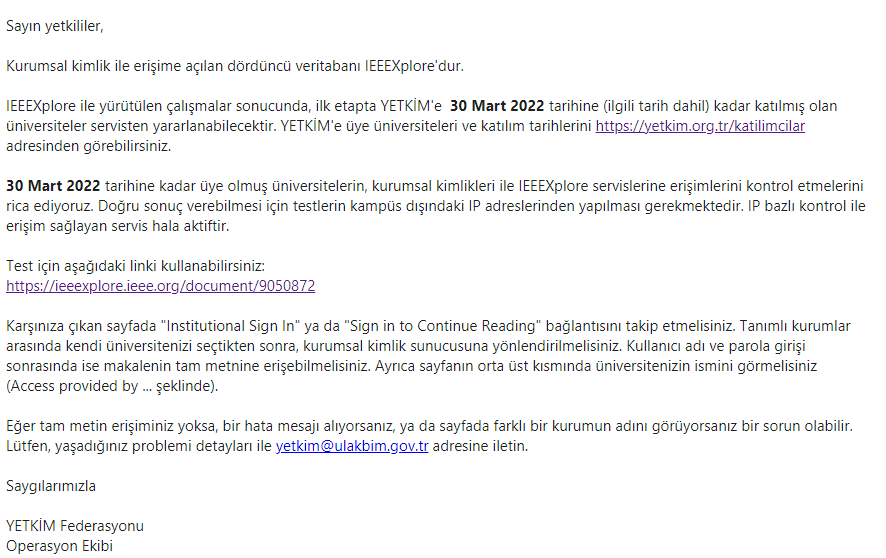 Sayın yetkililer,
Kurumsal kimlik ile erişime açılan dördüncü veritabanı IEEEXplore'dur.
IEEEXplore ile yürütülen çalışmalar sonucunda, ilk etapta YETKİM'e 30 Mart 2022 tarihine (ilgili tarih dahil) kadar katılmış olan
üniversiteler servisten yararlanabilecektir. YETKİM'e üye üniversiteleri ve katılım tarihlerini https://yetkim.org.tr/katilimcilar
adresinden görebilirsiniz.
30 Mart 2022 tarihine kadar üye olmuş üniversitelerin, kurumsal kimlikleri ile IEEEXplore servislerine erişimlerini kontrol etmelerini
rica ediyoruz. Doğru sonuç verebilmesi için testlerin kampüs dışındaki IP adreslerinden yapılması gerekmektedir. IP bazlı kontrol ile
erişim sağlayan servis hala aktiftir.
Test için aşağıdaki linki kullanabilirsiniz:
https://ieeexplore.ieee.org/document/9050872
Karşınıza çıkan sayfada "Institutional Sign In" ya da "Sign in to Continue Reading" bağlantısını takip etmelisiniz. Tanımlı kurumlar
arasında kendi üniversitenizi seçtikten sonra, kurumsal kimlik sunucusuna yönlendirilmelisiniz. Kullanıcı adı ve parola girişi
sonrasında ise makalenin tam metnine erişebilmelisiniz. Ayrıca sayfanın orta üst kısmında üniversitenizin ismini görmelisiniz
(Access provided by ... şeklinde).
Eğer tam metin erişiminiz yoksa, bir hata mesajı alıyorsanız, ya da sayfada farklı bir kurumun adını görüyorsanız bir sorun olabilir.
Lütfen, yaşadığınız problemi detayları ile yetkim@ulakbim.gov.tr adresine iletin.
Saygılarımızla
YETKİM Federasyonu
Operasyon Ekibi